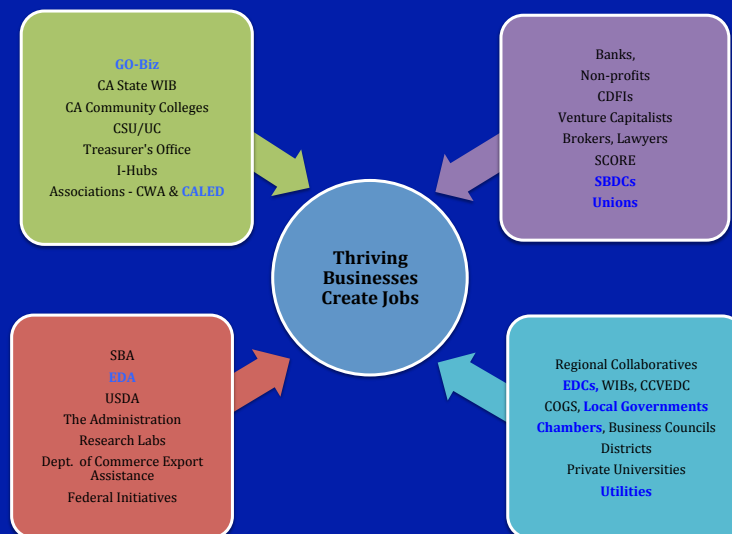 GO-Biz
CA State WIB
CA Community Colleges
CSU/UC
Treasurer's Office
I-Hubs
Associations - CWA & CALED
Banks,
Non-profits
CDFIs
Venture Capitalists
Brokers, Lawyers
SCORE
SBDCs
Unions
Thriving
Businesses
Create Jobs
SBA
EDA
USDA
The Administration
Research Labs
Dept. of Commerce Export
Assistance
Federal Initiatives
Regional Collaboratives
EDCs, WIBs, CCVEDC
COGS, Local Governments
Chambers, Business Councils
Districts
Private Universities
Utilities